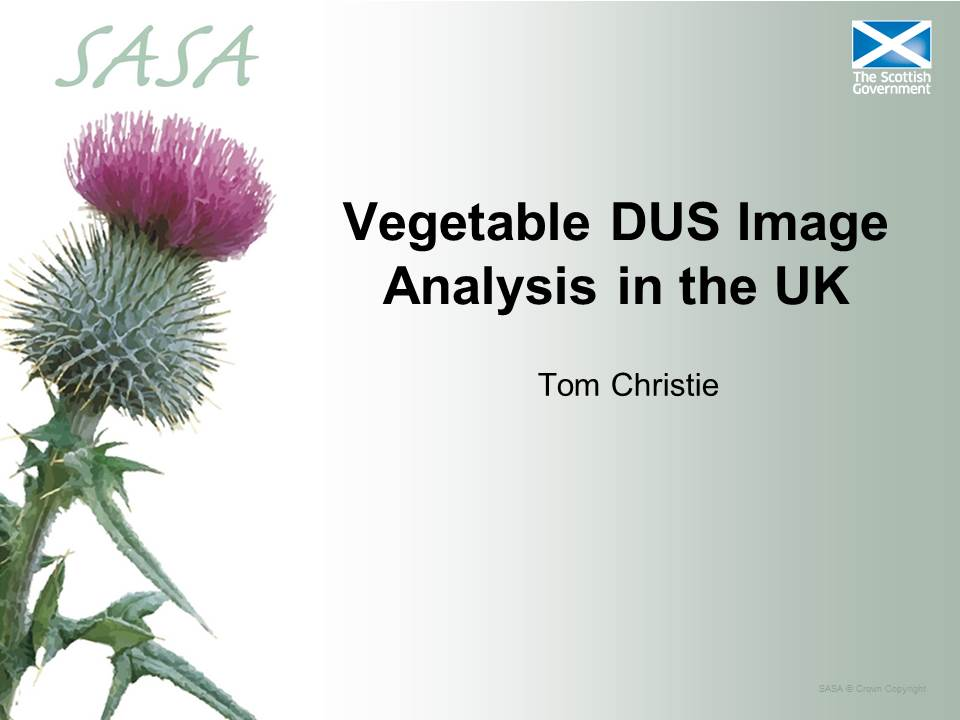 SASA
The Scottish
Government
Vegetable DUS Image
Analysis in the UK
Tom Christie
SASA © Crown Copyright